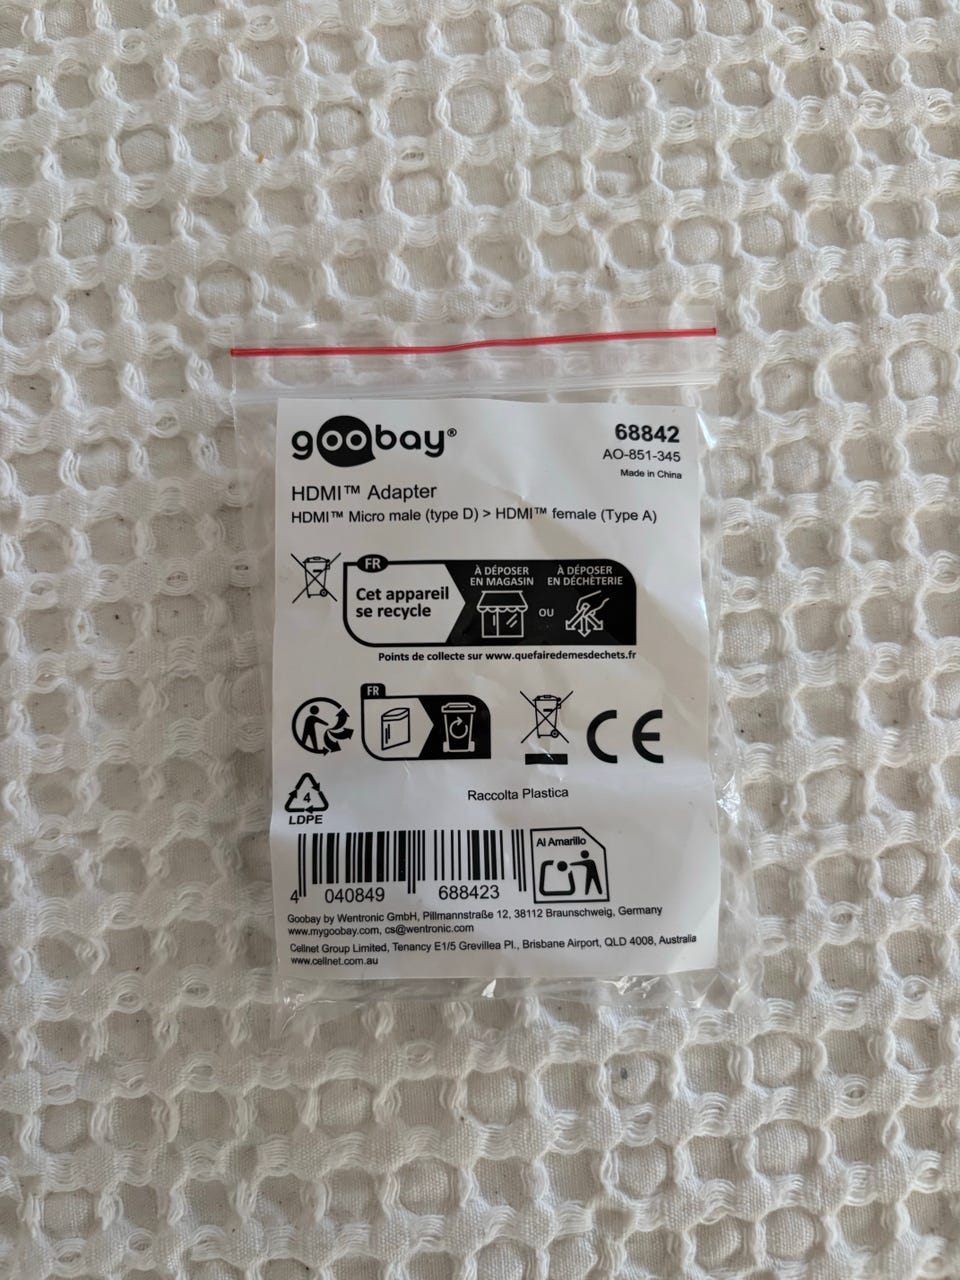 goobay®
68842
AO-851-345
Made in China
HDMI™ Adapter
HDMI™ Micro male (type D) > HDMI™ female (Type A)
FR
Cet appareil
se recycle
À DÉPOSER
EN MAGASIN
OU
À DÉPOSER
EN DÉCHÈTERIE
Points de collecte sur www.quefairedemesdechets.fr
FR
CE
4
LDPE
Raccolta Plastica
4 040849 688423
Al Amarillo
Goobay by Wentronic GmbH, Pillmannstraße 12, 38112 Braunschweig, Germany
www.mygoobay.com, cs@wentronic.com
Cellnet Group Limited, Tenancy E1/5 Grevillea Pl., Brisbane Airport, QLD 4008, Australia
www.cellnet.com.au